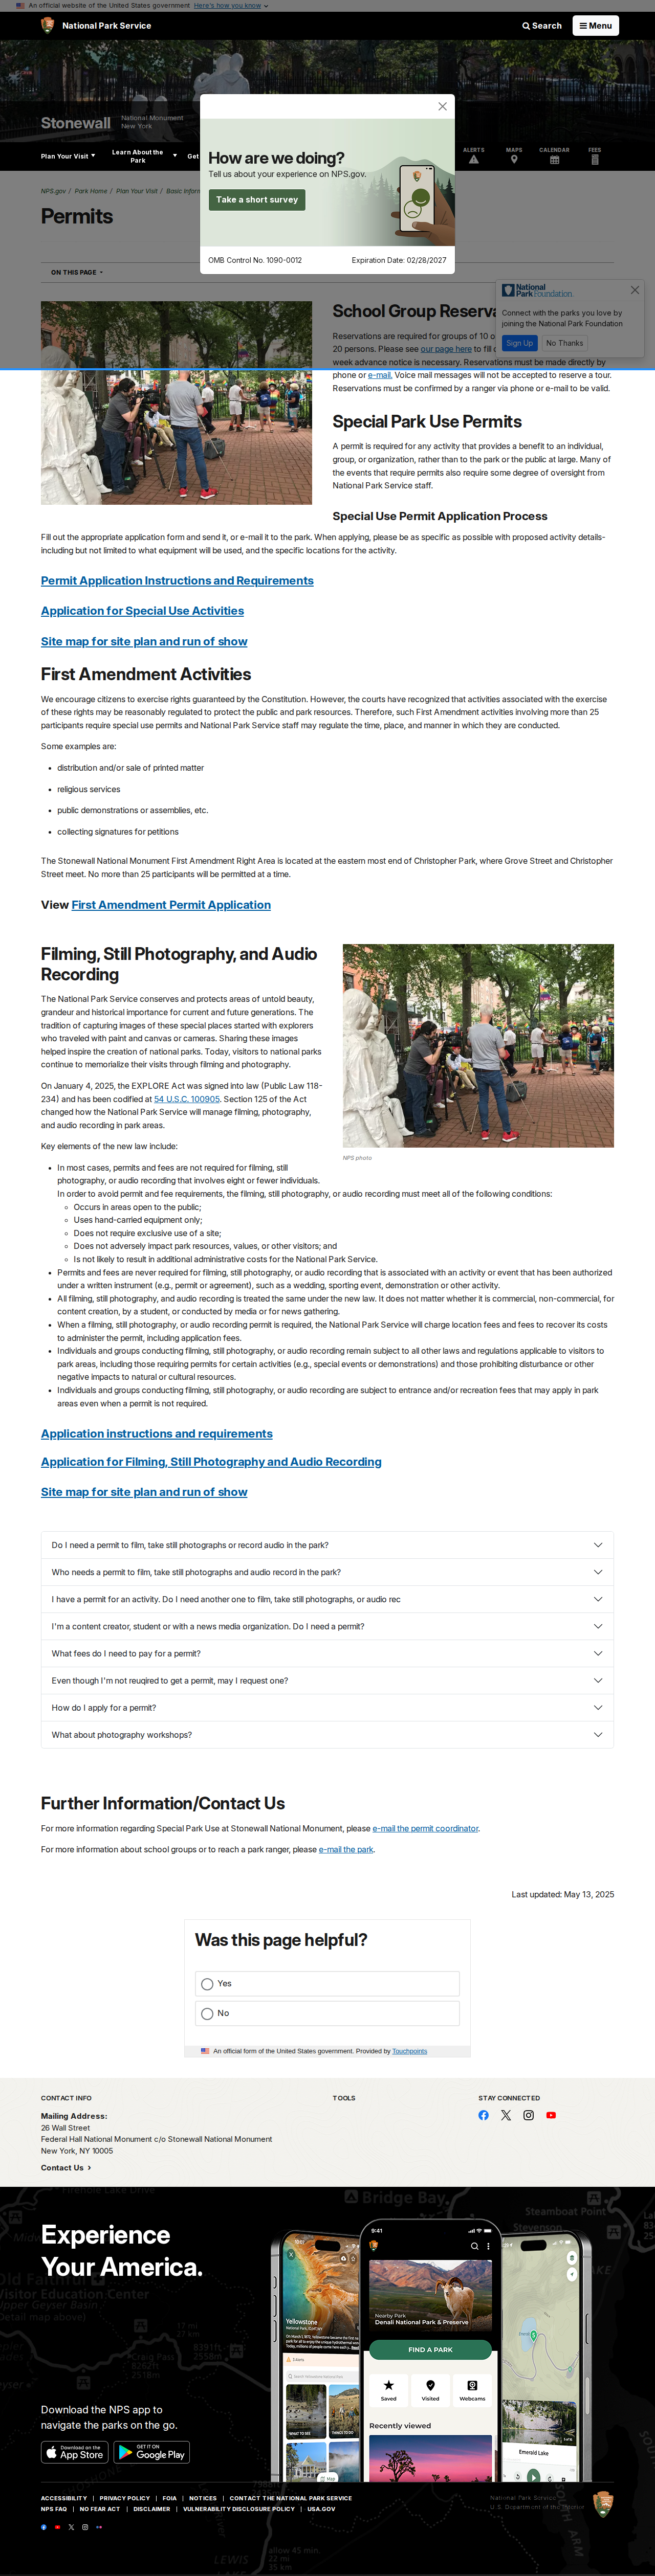 An official website of the United States government Here's how you know
National Park Service
Search
Menu
Stonewall
National Monument
New York
Plan Your Visit
Learn About the
Park
Get
ALERTS
MAPS
CALENDAR
FEES
NPS.gov / Park Home / Plan Your Visit / Basic Inform
Permits
ON THIS PAGE
How are we doing?
Tell us about your experience on NPS.gov.
Take a short survey
OMB Control No. 1090-0012
Expiration Date: 02/28/2027
National
Park Foundation
Connect with the parks you love by
joining the National Park Foundation
Sign Up
No Thanks
School Group Reserva
Reservations are required for groups of 10 o
20 persons. Please see our page here to fill
week advance notice is required. Reservations must be made directly by
phone or e-mail. Voice mail messages will not be accepted to reserve a tour.
Reservations must be confirmed by a ranger via phone or e-mail to be valid.
Special Park Use Permits
A permit is required for any activity that provides a benefit to an individual,
group, or organization, rather than to the park or the public at large. Many of
the events that require permits also require some degree of oversight from
National Park Service staff.
Special Use Permit Application Process
Fill out the appropriate application form and send it, or e-mail it to the park. When applying, please be as specific as possible with proposed activity details-
including but not limited to what equipment will be used, and the specific locations for the activity.
Permit Application Instructions and Requirements
Application for Special Use Activities
Site map for site plan and run of show
First Amendment Activities
We encourage citizens to exercise rights guaranteed by the Constitution. However, the courts have recognized that activities associated with the exercise
of these rights may be reasonably regulated to protect the public and park resources. Therefore, such First Amendment activities involving more than 25
participants require special use permits and National Park Service staff may regulate the time, place, and manner in which they are conducted.
Some examples are:
distribution and/or sale of printed matter
religious services
public demonstrations or assemblies, etc.
collecting signatures for petitions
The Stonewall National Monument First Amendment Right Area is located at the eastern most end of Christopher Park, where Grove Street and Christopher
Street meet. No more than 25 participants will be permitted at a time.
View First Amendment Permit Application
Filming, Still Photography, and Audio
Recording
The National Park Service conserves and protects areas of untold beauty,
grandeur and historical importance for current and future generations. The
tradition of capturing images of these special places started with explorers
who traveled with paint and canvas or cameras. Sharing these images
helped inspire the creation of national parks. Today, visitors to national parks
continue to memorialize their visits through filming and photography.
NPS photo
On January 4, 2025, the EXPLORE Act was signed into law (Public Law 118-
234) and has been codified at 54 U.S.C. 100905. Section 125 of the Act
changed how the National Park Service will manage filming, photography,
and audio recording in park areas.
Key elements of the new law include:
In most cases, permits and fees are not required for filming, still
photography, or audio recording that involves eight or fewer individuals.
In order to avoid permit and fee requirements, the filming, still photography, or audio recording must meet all of the following conditions:
Occurs in areas open to the public;
Uses hand-carried equipment only;
Does not require exclusive use of a site;
Does not adversely impact park resources, values, or other visitors; and
Is not likely to result in additional administrative costs for the National Park Service.
Permits and fees are never required for filming, still photography, or audio recording that is associated with an activity or event that has been authorized
under a written instrument (e.g., permit or agreement), such as a wedding, sporting event, demonstration or other activity.
All filming, still photography, and audio recording is treated the same under the new law. It does not matter whether it is commercial, non-commercial, for
content creation, by a student, or conducted by media or for news gathering.
When a filming, still photography, or audio recording permit is required, the National Park Service will charge location fees and fees to recover its costs
to administer the permit, including application fees.
Individuals and groups conducting filming, still photography, or audio recording remain subject to all other laws and regulations applicable to visitors to
park areas, including those requiring permits for certain activities (e.g., special events or demonstrations) and those prohibiting disturbance or other
negative impacts to natural or cultural resources.
Individuals and groups conducting filming, still photography, or audio recording are subject to entrance and/or recreation fees that may apply in park
areas even when a permit is not required.
Application instructions and requirements
Application for Filming, Still Photography and Audio Recording
Site map for site plan and run of show
Do I need a permit to film, take still photographs or record audio in the park?
Who needs a permit to film, take still photographs and audio record in the park?
I have a permit for an activity. Do I need another one to film, take still photographs, or audio rec
I'm a content creator, student or with a news media organization. Do I need a permit?
What fees do I need to pay for a permit?
Even though I'm not reuqired to get a permit, may I request one?
How do I apply for a permit?
What about photography workshops?
Further Information/Contact Us
For more information regarding Special Park Use at Stonewall National Monument, please e-mail the permit coordinator.
For more information about school groups or to reach a park ranger, please e-mail the park.
Last updated: May 13, 2025
Was this page helpful?
Yes
No
An official form of the United States government. Provided by Touchpoints
CONTACT INFO
TOOLS
STAY CONNECTED
Mailing Address:
26 Wall Street
Federal Hall National Monument c/o Stonewall National Monument
New York, NY 10005
Contact Us
Experience
Your America.
Bridge Bay
Steamboat Point
Stevenson
Craig Pass
8262ft
2518m
8391ft
2558m
9:41
Yellowstone
Nearby Park
Denali National Park & Preserve
FIND A PARK
Saved
Visited
Webcams
Recently viewed
WHAT TO SEE
THINGS TO DO
Map
Emerald Lake
Download the NPS app to
navigate the parks on the go.
Download on the
App Store
GET IT ON
Google Play
ACCESSIBILITY
PRIVACY POLICY
FOIA
NOTICES
CONTACT THE NATIONAL PARK SERVICE
NPS FAQ
NO FEAR ACT
DISCLAIMER
VULNERABILITY DISCLOSURE POLICY
USA.GOV
National Park Service
U.S. Department of the Interior
allow 45 min.
22 mi
35 km
LEWIS
SOUTH ARM